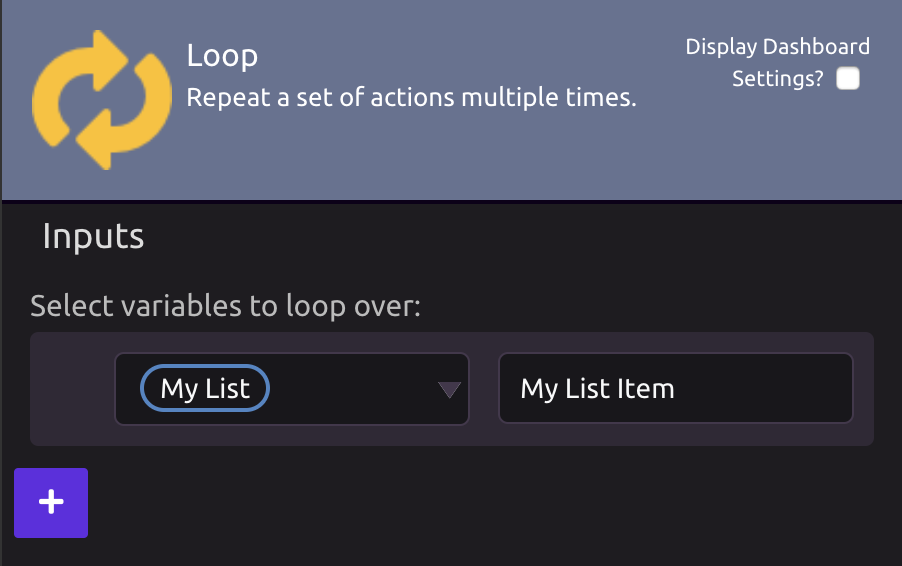 Loop
Repeat a set of actions multiple times.
Display Dashboard
Settings?
Inputs
Select variables to loop over:
My List
My List Item
+